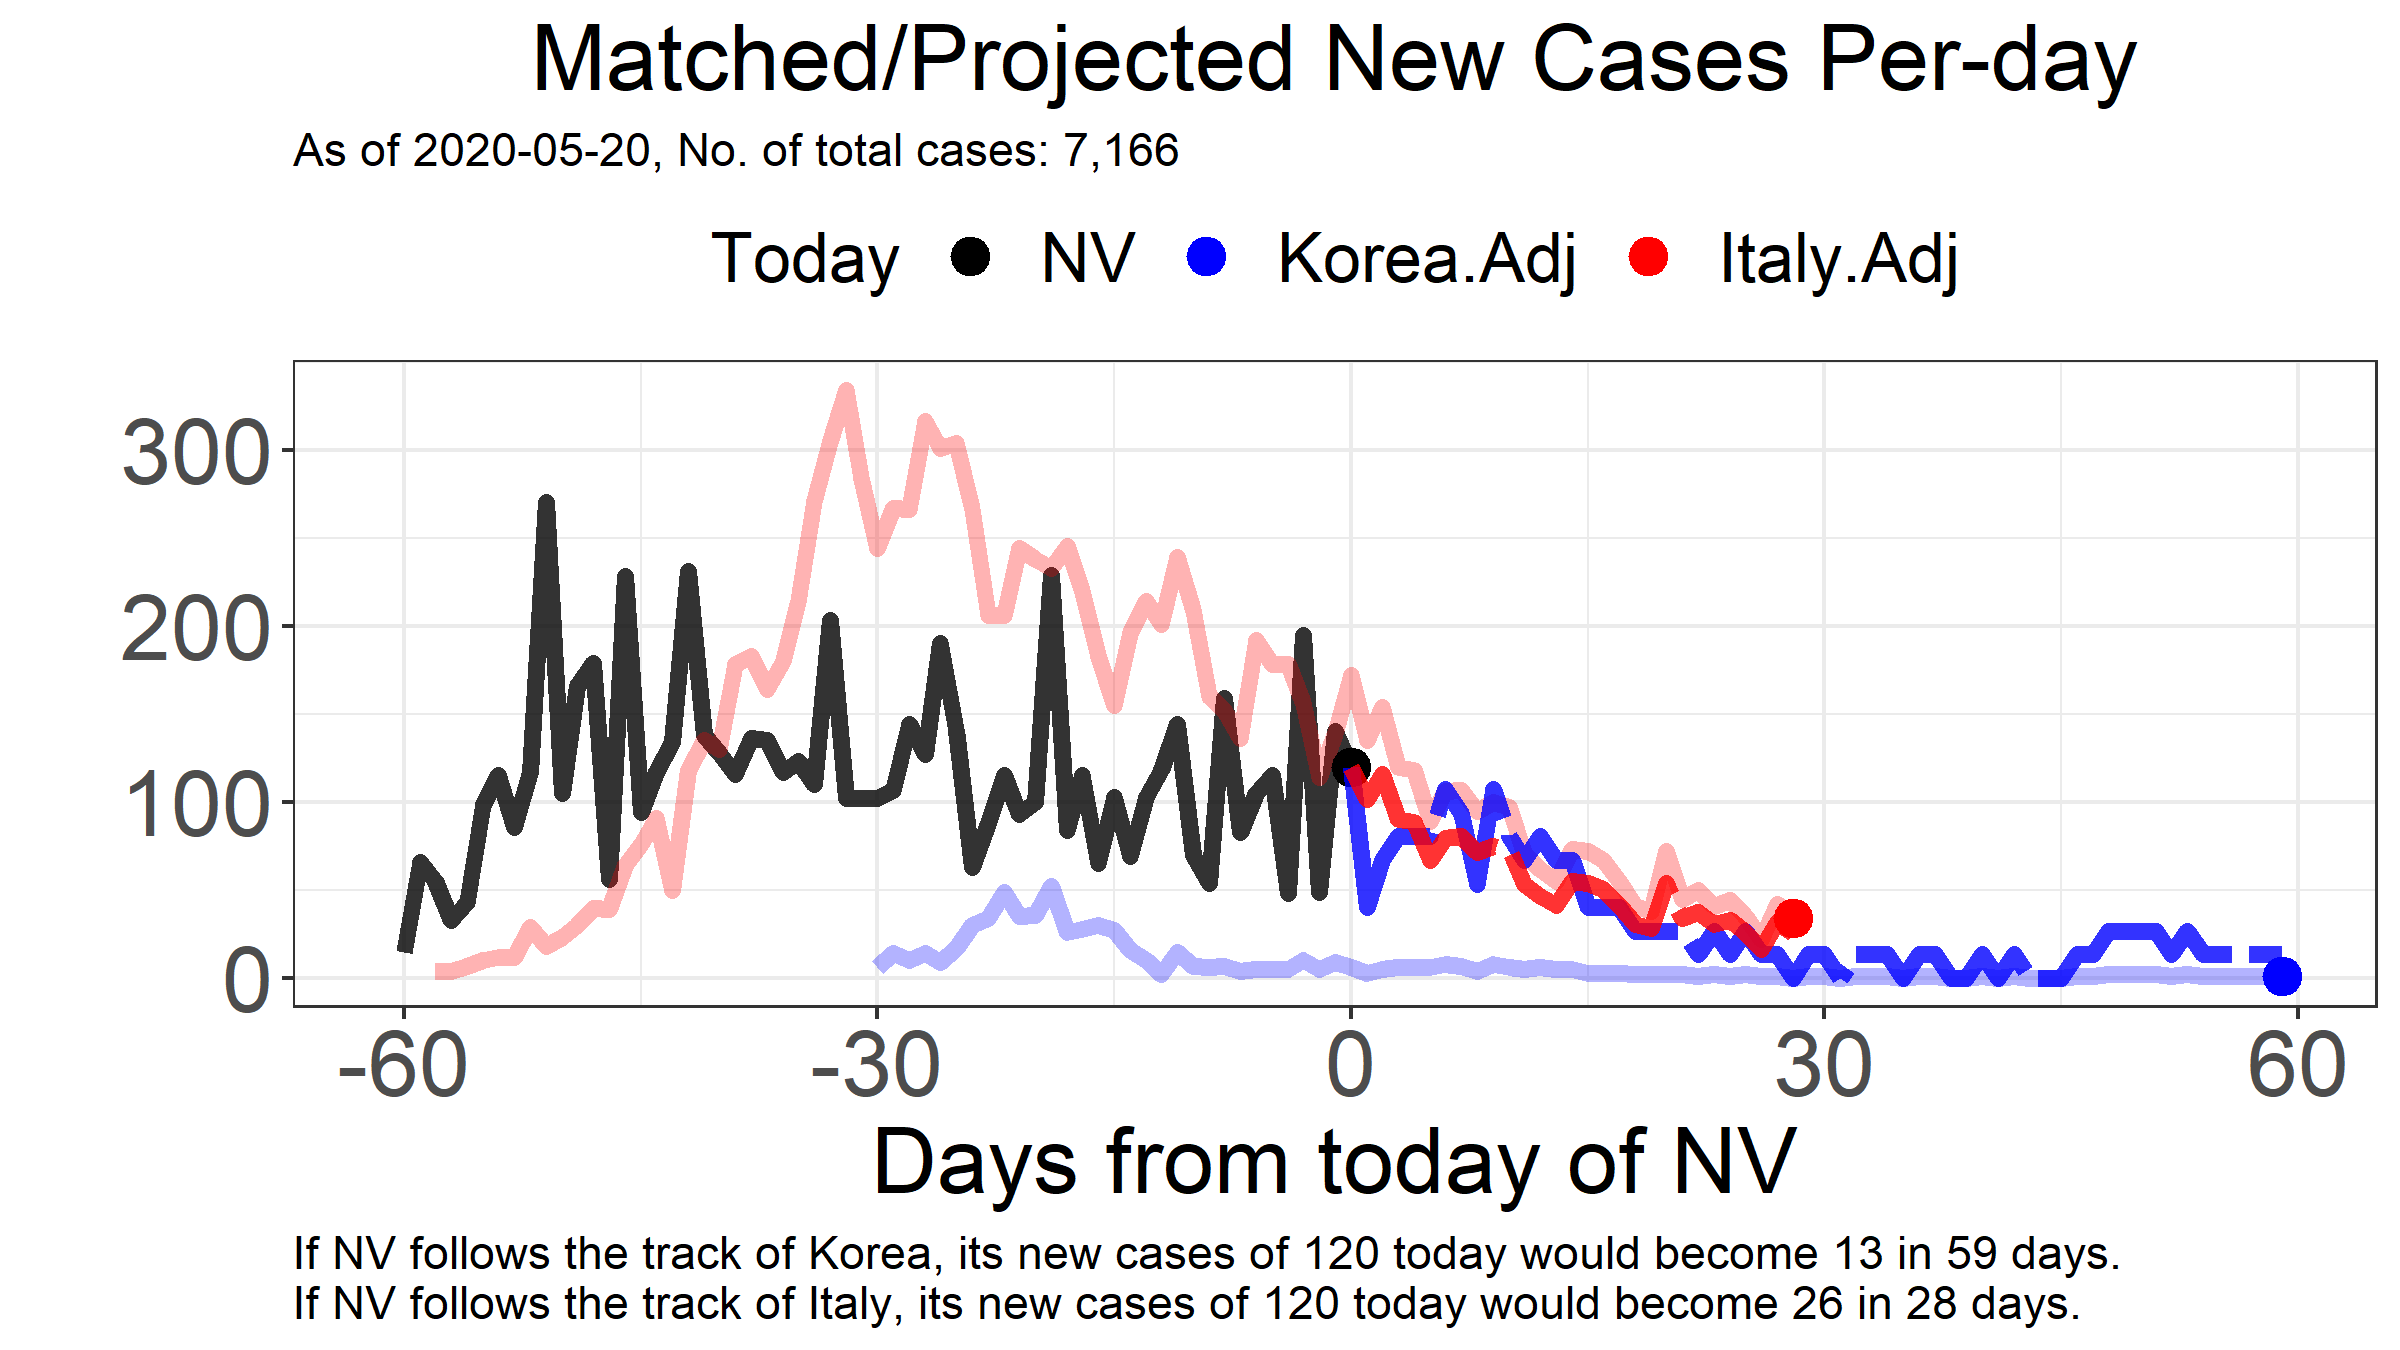 Matched/Projected New Cases Per-day
As of 2020-05-20, No. of total cases: 7,166
Today NV Korea.Adj Italy.Adj
300
200
100
0
-60 -30 0 30 60
Days from today of NV
If NV follows the track of Korea, its new cases of 120 today would become 13 in 59 days.
If NV follows the track of Italy, its new cases of 120 today would become 26 in 28 days.